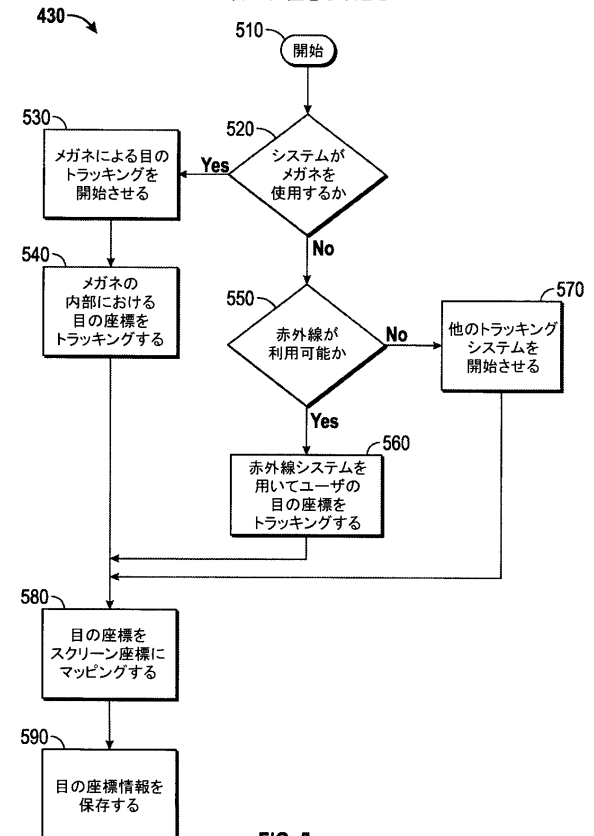 430
510
開始
520
システムが
メガネを
使用するか
Yes
No
530
メガネによる目の
トラッキングを
開始させる
540
メガネの
内部における
目の座標を
トラッキングする
550
赤外線が
利用可能か
No
Yes
570
他のトラッキング
システムを
開始させる
560
赤外線システムを
用いてユーザの
目の座標を
トラッキングする
580
目の座標を
スクリーン座標に
マッピングする
590
目の座標情報を
保存する